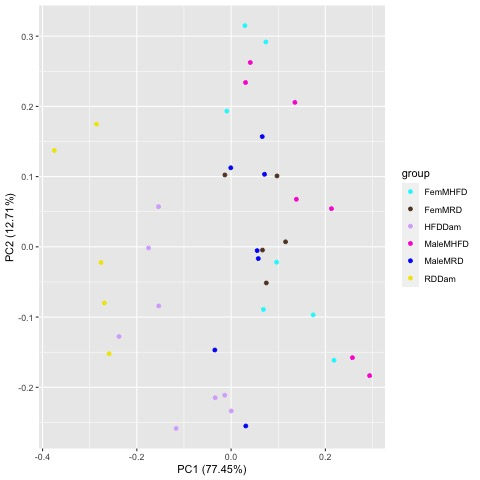 0.3
0.2
0.1
0.0
-0.1
-0.2
PC2 (12.71%)
-0.4
-0.2
0.0
0.2
PC1 (77.45%)
group
FemMHFD
FemMRD
HFDDam
MaleMHFD
MaleMRD
RDDam